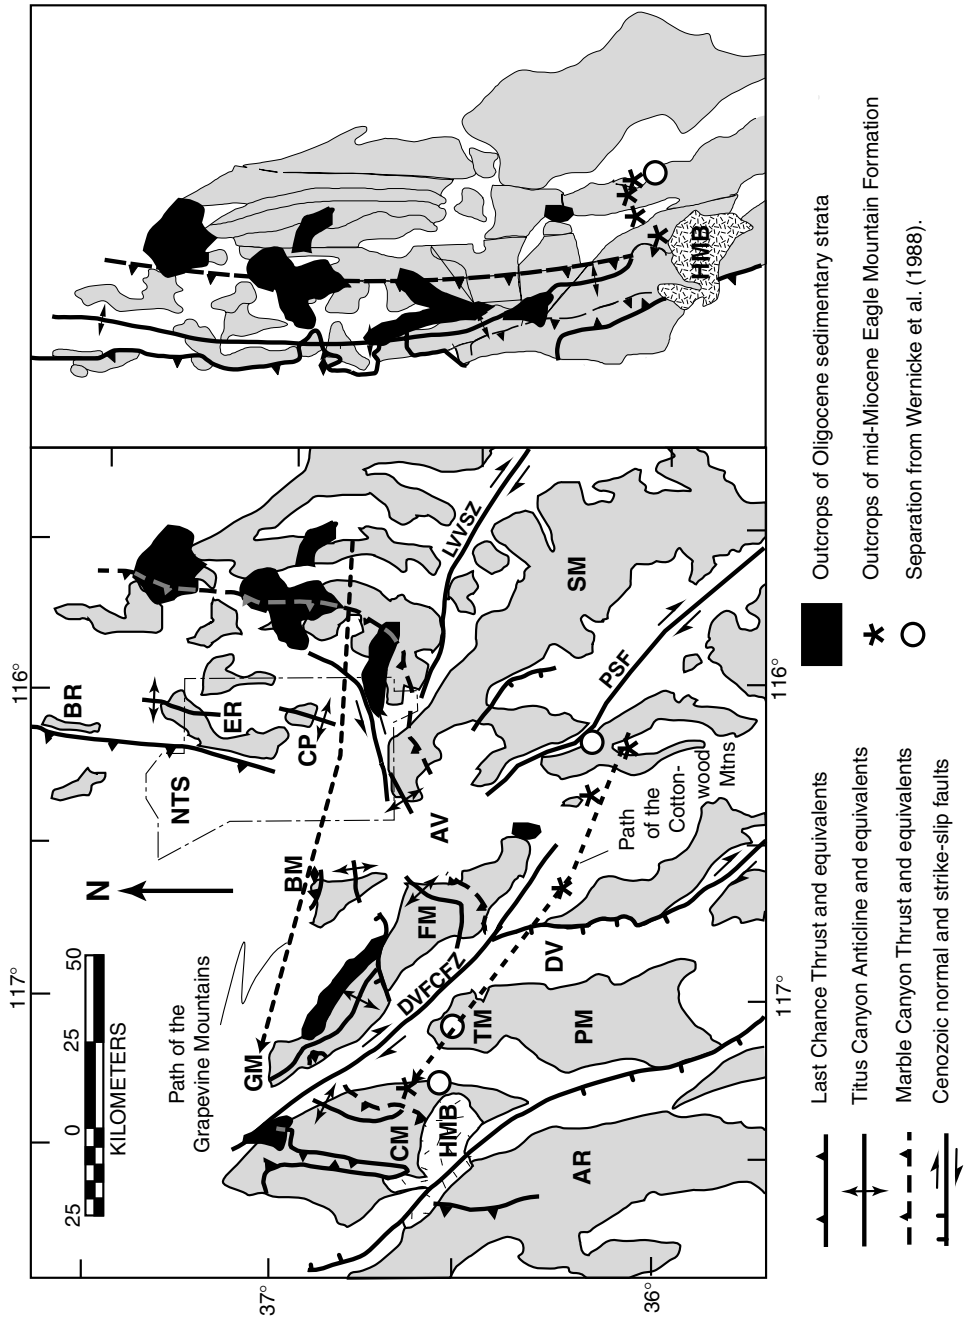 25 0 25 50
KILOMETERS
N
117°
116°
37°
36°
117°
116°
Path of the
Grapevine Mountains
GM
BM
NTS
BR
ER
CP
AV
FM
DVFCFZ
LVVSZ
SM
PSF
CM
HMB
TM
PM
DV
AR
Path
of the
Cotton-
wood
Mtns
HMB
Last Chance Thrust and equivalents
Titus Canyon Anticline and equivalents
Marble Canyon Thrust and equivalents
Cenozoic normal and strike-slip faults
Outcrops of Oligocene sedimentary strata
Outcrops of mid-Miocene Eagle Mountain Formation
Separation from Wernicke et al. (1988).